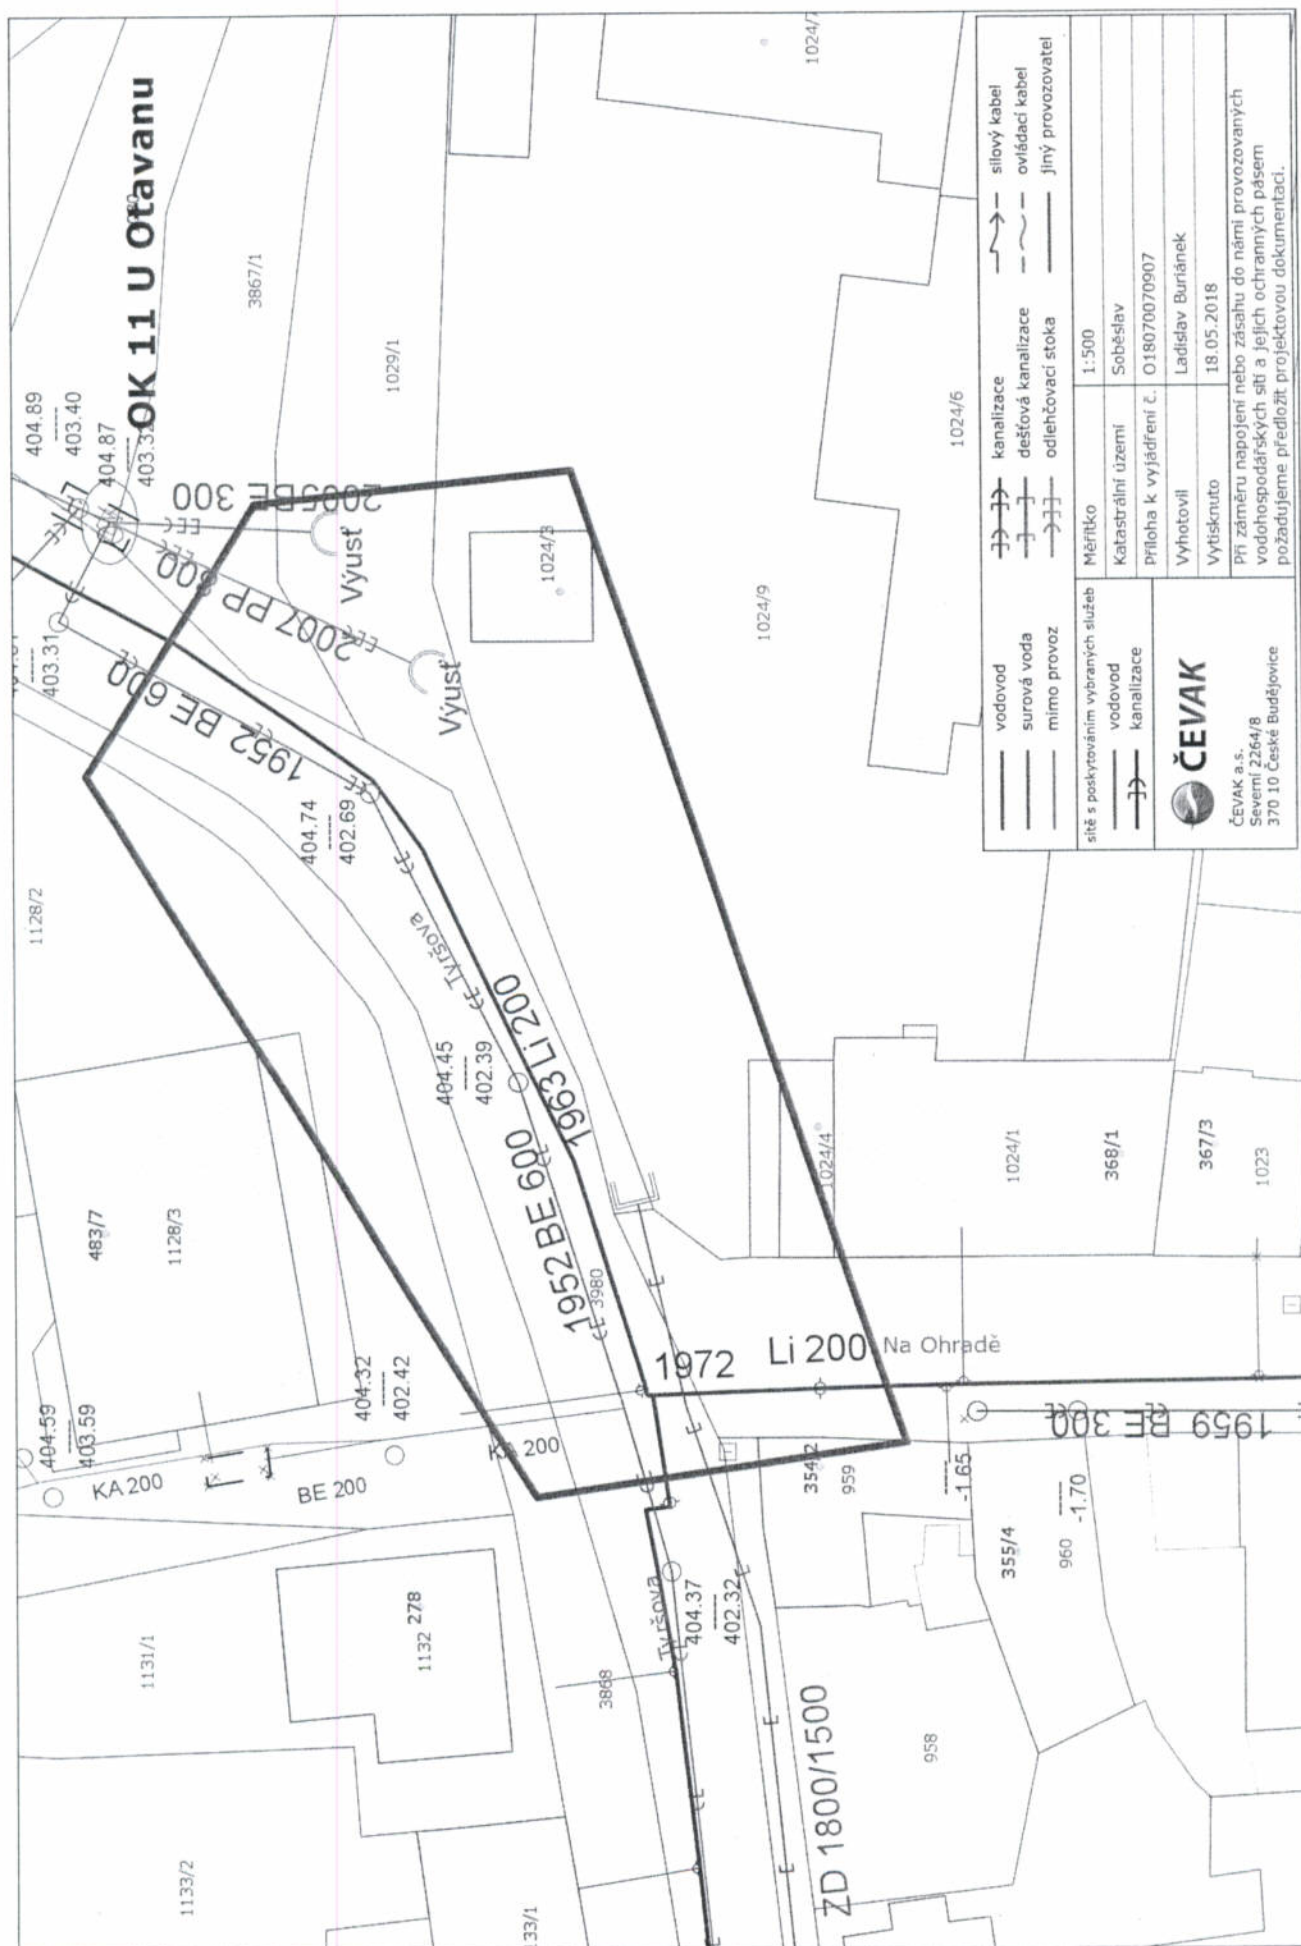 OK 11 U Otavanu
404.89
403.40
404.87
3867/1
1029/1
1024/7
1024/6
1024/9
1024/3
2005BE 300
Výusť
2007 PP 800
Výusť
403.31
1952 BE 600
404.74
402.69
1128/2
Tyršova
1963 Li 200
404.45
402.39
1952 BE 600
3980
483/7
1128/3
1024/4
1024/1
368/1
367/3
1023
1972
Li 200
Na Ohradě
404.59
403.59
404.32
402.42
KA 200
BE 200
200
1959 BE 300
959
-1.65
-1.70
355/4
960
1131/1
1132
278
3868
Tyršova
404.37
402.32
ZD 1800/1500
958
1133/2
33/1
vodovod
surová voda
mimo provoz
kanalizace
dešťová kanalizace
odlehčovací stoka
silový kabel
ovládací kabel
jiný provozovatel
sítě s poskytováním vybraných služeb
vodovod
kanalizace
Měřítko 1:500
Katastrální území Soběslav
Příloha k vyjádření č. O18070070907
Vyhotovil Ladislav Buriánek
Vytisknuto 18.05.2018
ČEVAK
ČEVAK a.s.
Severní 2264/8
370 10 České Budějovice
Při záměru napojení nebo zásahu do námi provozovaných
vodohospodářských sítí a jejich ochranných pásem
požadujeme předložit projektovou dokumentaci.